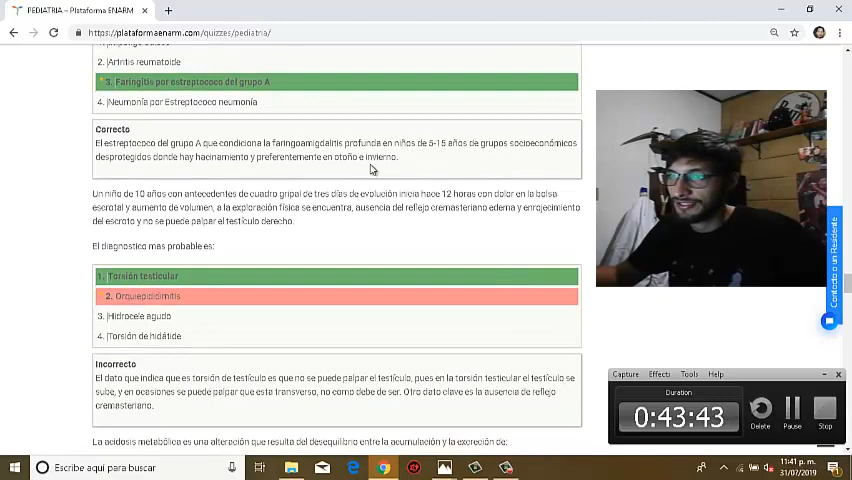 PEDIATRIA – Plataforma ENARM
https://plataformaenarm.com/quizzes/pediatria/
2. Artritis reumatoide
3. Faringitis por estreptococo del grupo A
4. Neumonía por Estreptococo neumonía
Correcto
El estreptococo del grupo A que condiciona la faringoamigdalitis profunda en niños de 5-15 años de grupos socioeconómicos
desprotegidos donde hay hacinamiento y preferentemente en otoño e invierno.
Un niño de 10 años con antecedentes de cuadro gripal de tres días de evolución inicia hace 12 horas con dolor en la bolsa
escrotal y aumento de volumen, a la exploración física se encuentra, ausencia del reflejo cremasteriano edema y enrojecimiento
del escroto y no se puede palpar el testículo derecho.
El diagnostico mas probable es:
1. Torsión testicular
2. Orquiepididimitis
3. Hidrocele agudo
4. Torsión de hidátide
Incorrecto
El dato que indica que es torsión de testículo es que no se puede palpar el testículo, pues en la torsión testicular el testículo se
sube, y en ocasiones se puede palpar que esta transverso, no como debe de ser. Otro dato clave es la ausencia de reflejo
cremasteriano.
La acidosis metabólica es una alteración que resulta del desequilibrio entre la acumulación y la excreción de:
Contacto a un Residente
Capture Effects Tools Help
Duration
0:43:43
Delete Pause Stop
Escribe aquí para buscar
11:41 p. m.
31/07/2019